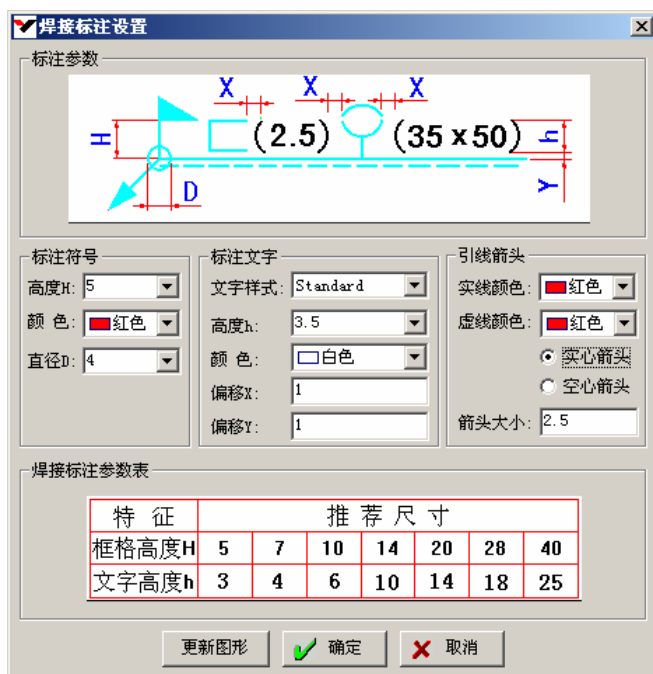 焊接标注设置
标注参数
X X X
H (2.5) (35×50) h
D Y
标注符号
高度H: 5
颜 色: 红色
直径D: 4
标注文字
文字样式: Standard
高度h: 3.5
颜 色: 白色
偏移X: 1
偏移Y: 1
引线箭头
实线颜色: 红色
虚线颜色: 红色
实心箭头
空心箭头
箭头大小: 2.5
焊接标注参数表
特 征 推 荐 尺 寸
框格高度H 5 7 10 14 20 28 40
文字高度h 3 4 6 10 14 18 25
更新图形 确定 取消